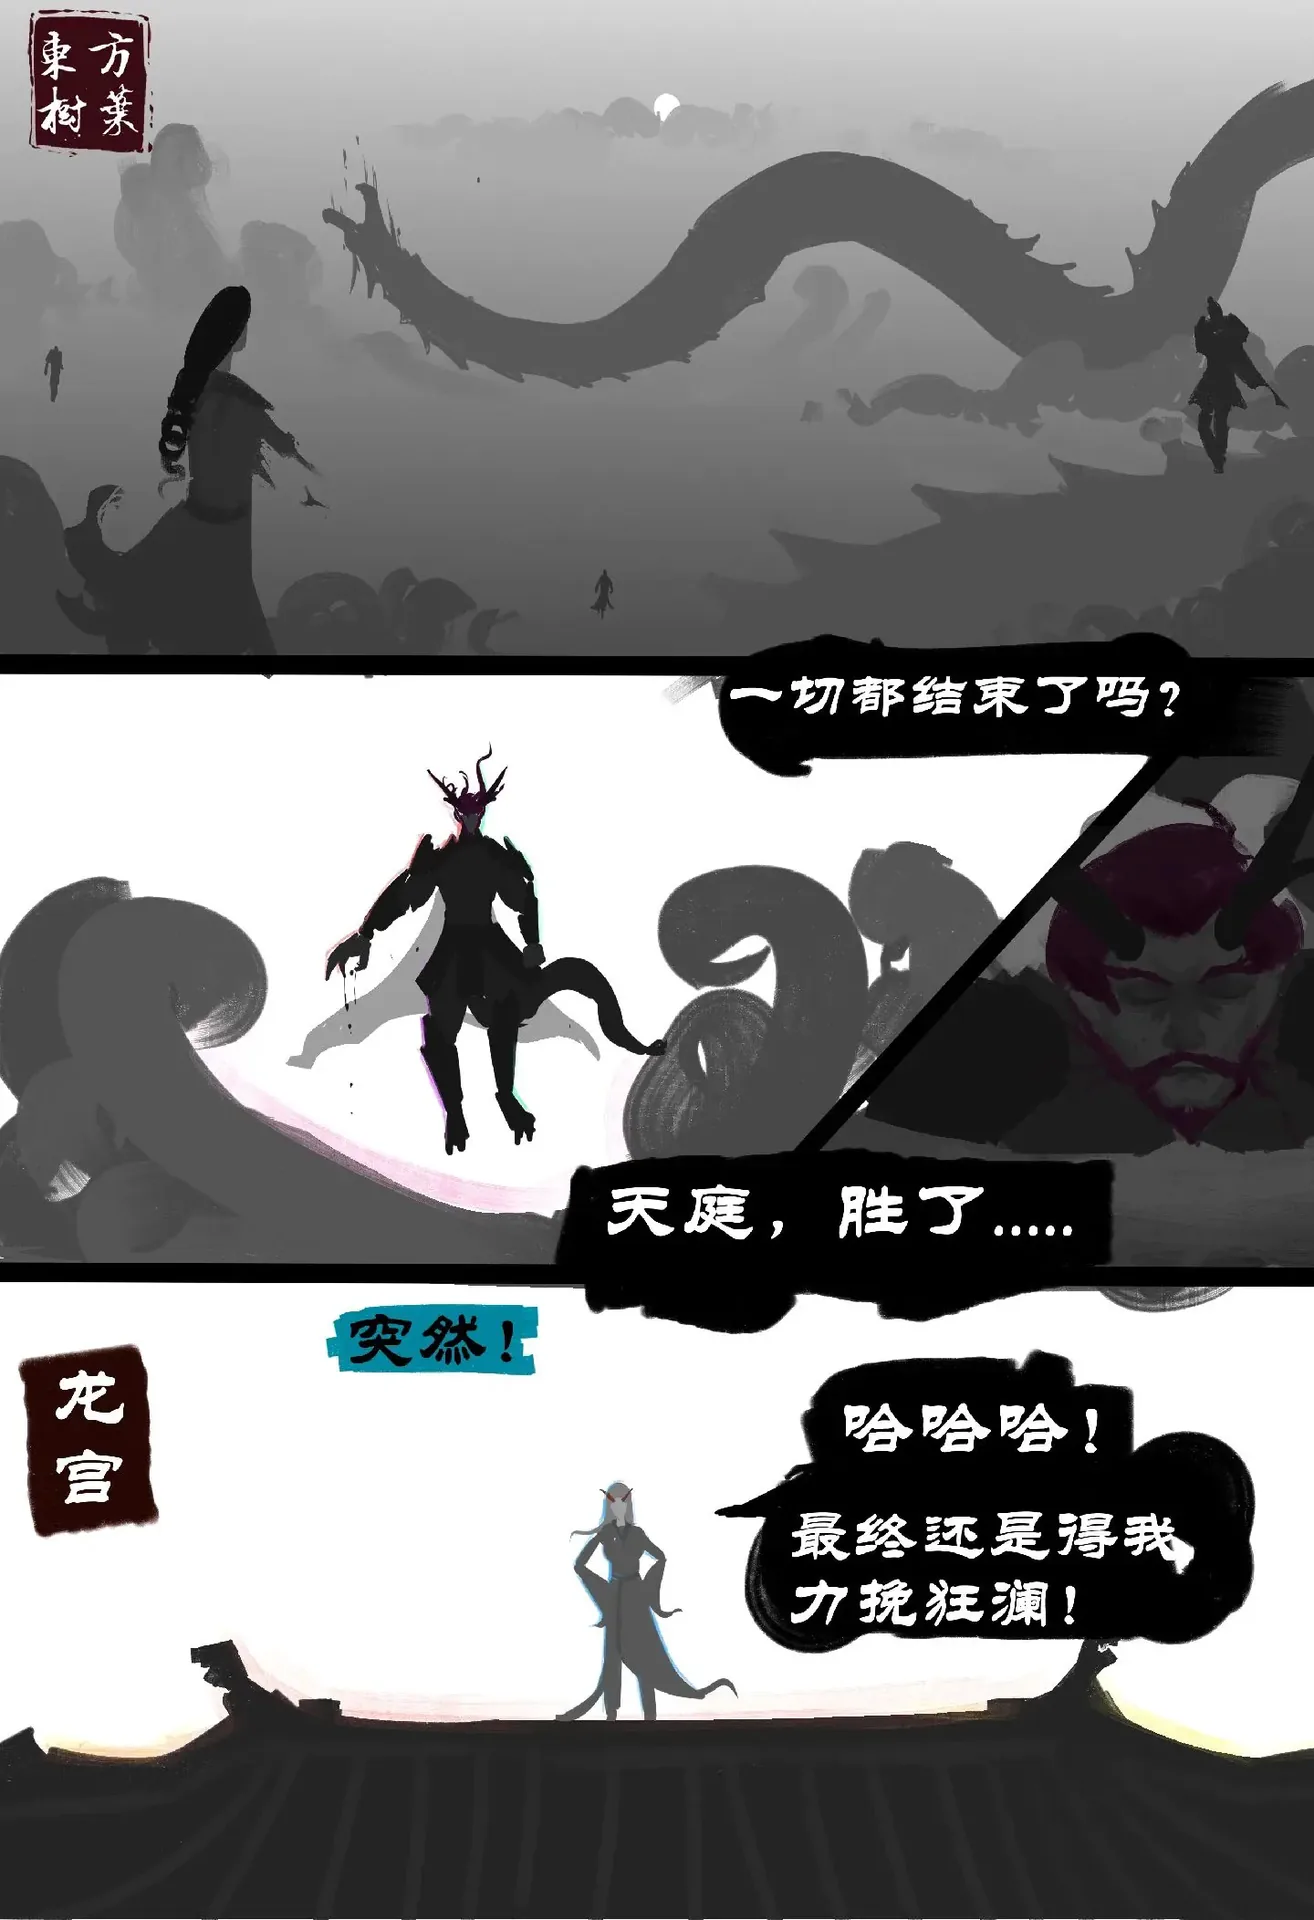 東方
樹葉
一切都结束了吗？
天庭，胜了.....
突然！
龙宫
哈哈哈！
最终还是得我，
力挽狂澜！